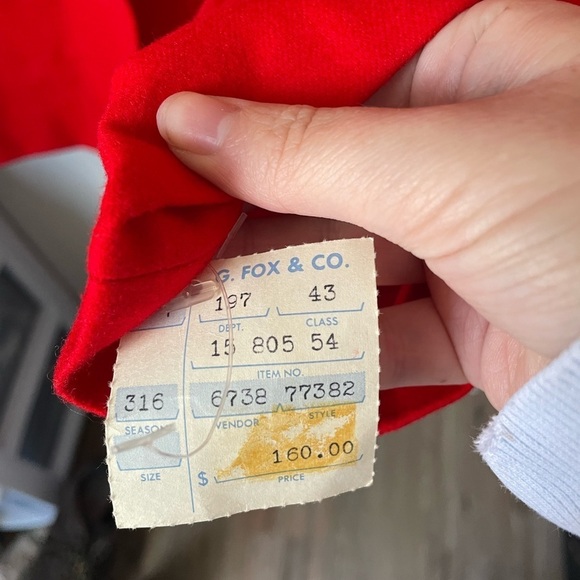 G. FOX & CO.
197 43
DEPT. CLASS
15 805 54
ITEM NO.
316 6738 77382
SEASON VENDOR STYLE
160.00
SIZE $ PRICE